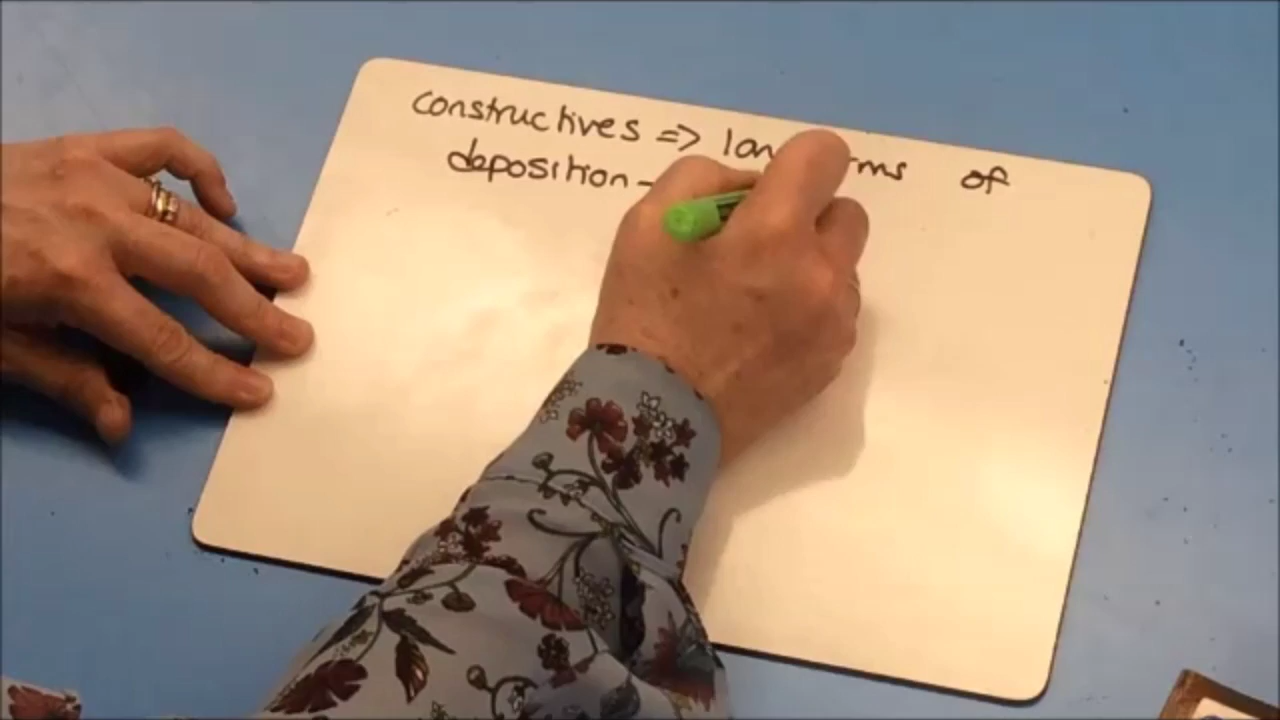 constructives => lan rms of
deposition -